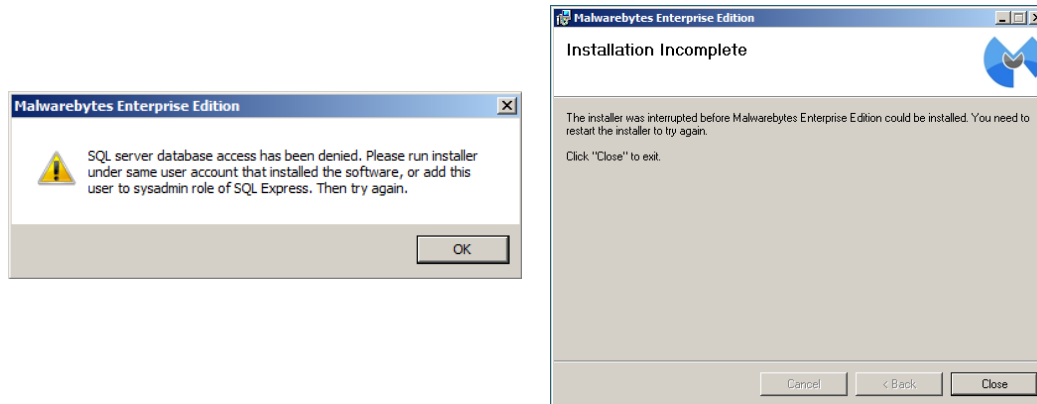 Malwarebytes Enterprise Edition
SQL server database access has been denied. Please run installer
under same user account that installed the software, or add this
user to sysadmin role of SQL Express. Then try again.
OK
Malwarebytes Enterprise Edition
Installation Incomplete
The installer was interrupted before Malwarebytes Enterprise Edition could be installed. You need to
restart the installer to try again.
Click "Close" to exit.
Cancel
< Back
Close